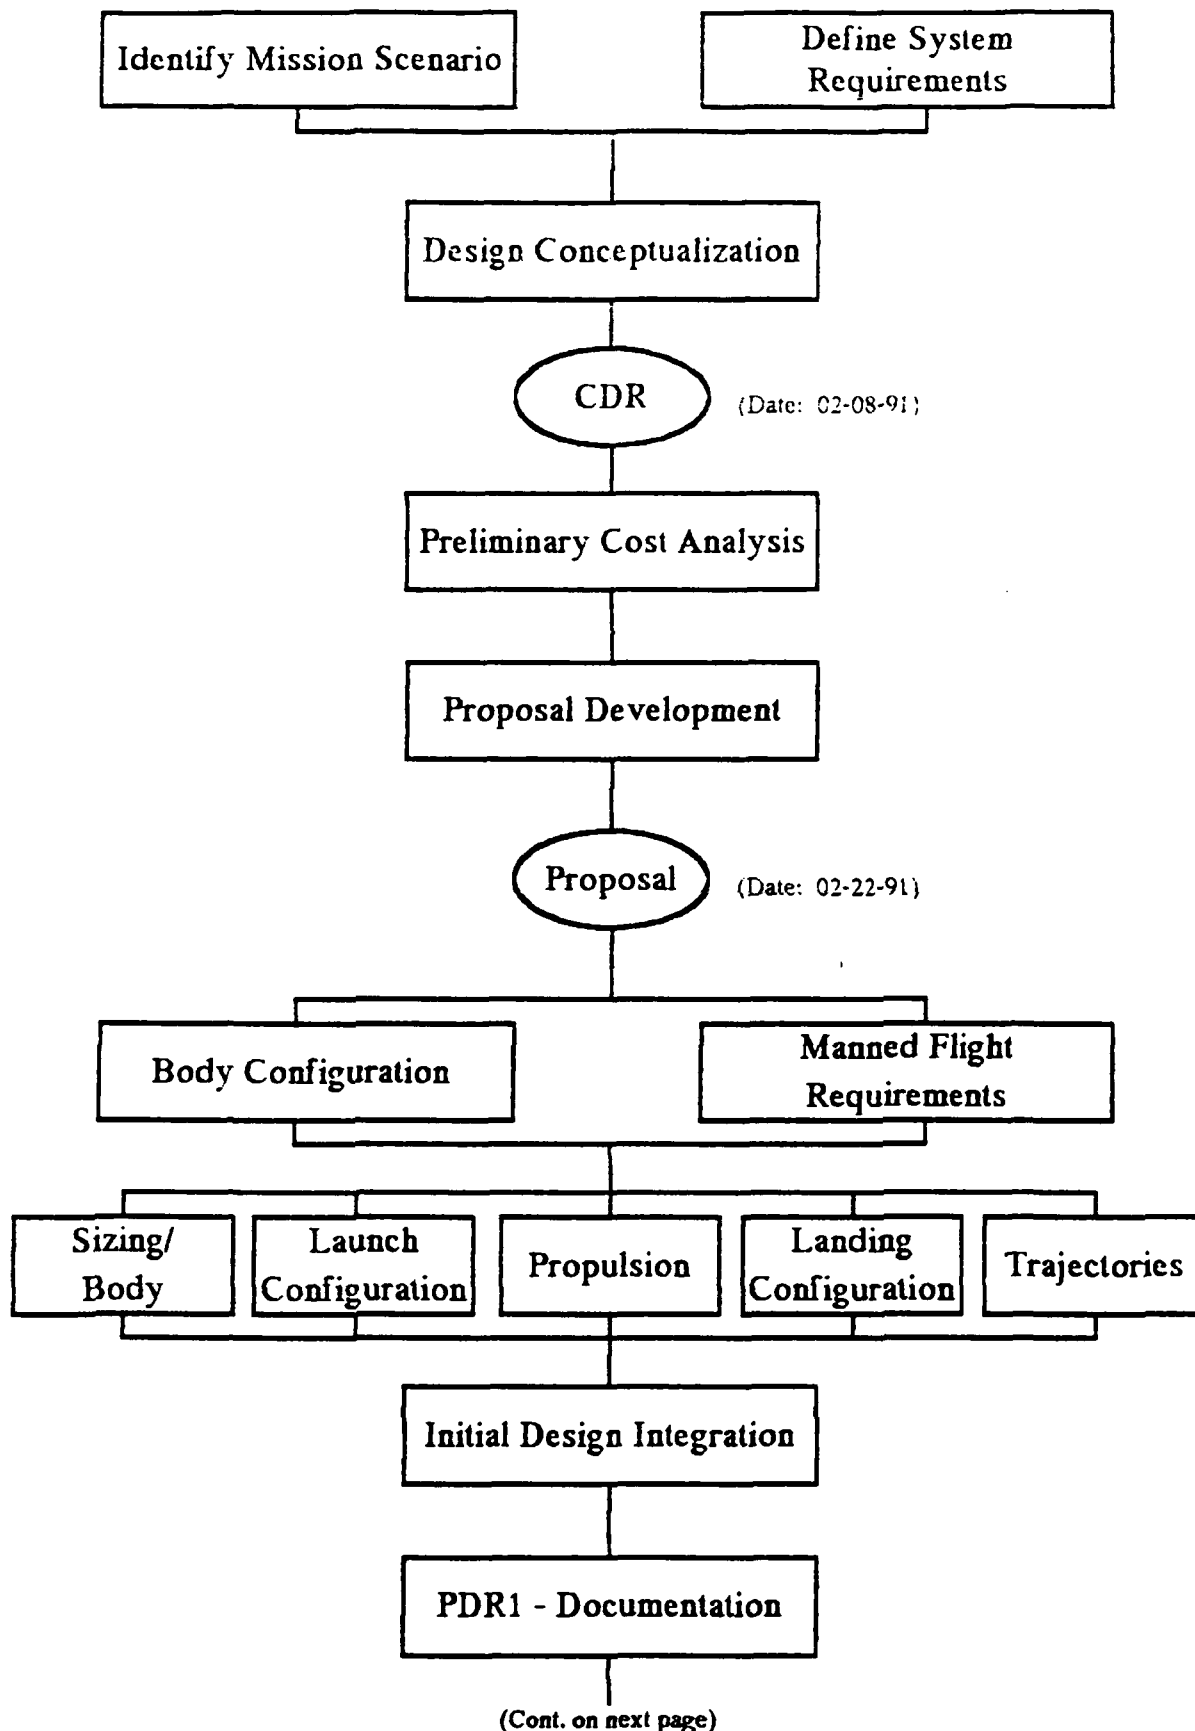 Identify Mission Scenario
Define System
Requirements
Design Conceptualization
CDR
(Date: 02-08-91)
Preliminary Cost Analysis
Proposal Development
Proposal
(Date: 02-22-91)
Body Configuration
Manned Flight
Requirements
Sizing/
Body
Launch
Configuration
Propulsion
Landing
Configuration
Trajectories
Initial Design Integration
PDR1 - Documentation
(Cont. on next page)